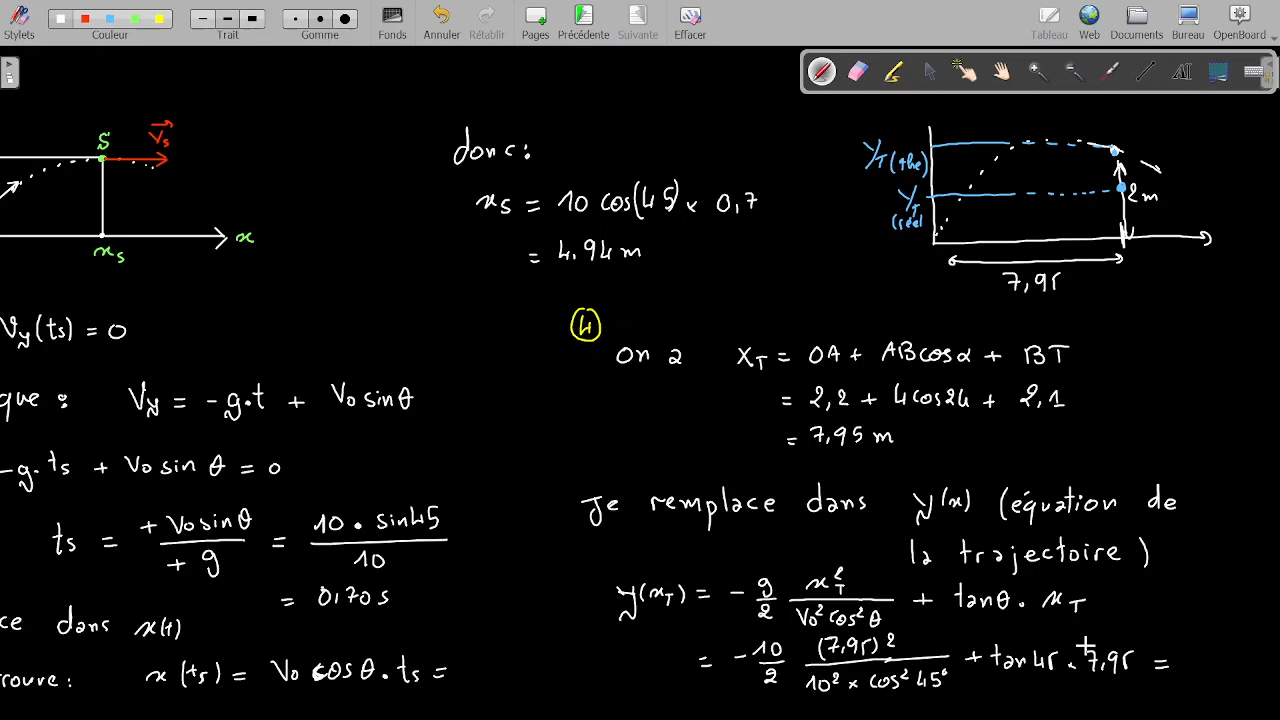 Stylets Couleur Trait Gomme Fonds Annuler Rétablir Pages Précédente Suivante Effacer Tableau Web Documents Bureau OpenBoard
S
Vs
x
xs
Vy(ts) = 0
que : Vy = -g.t + V0 sinθ
-g.ts + V0 sin θ = 0
ts = +V0 sinθ / +g = 10 . sin45 / 10
= 0,70 s
ce dans x(t)
rouve : x(ts) = V0 cosθ . ts =
donc :
xs = 10 cos(45) × 0,7
= 4.94 m
yT (the)
yT (réel
2m
7,95
4
On a XT = OA + ABcosα + BT
= 2,2 + 4cos24 + 2,1
= 7,95 m
Je remplace dans y(x) (équation de
la trajectoire)
y(xT) = - g/2 xT² / V0² cos²θ + tanθ . xT
= - 10/2 (7,95)² / 10² × cos² 45° + tan 45 . 7,95 =